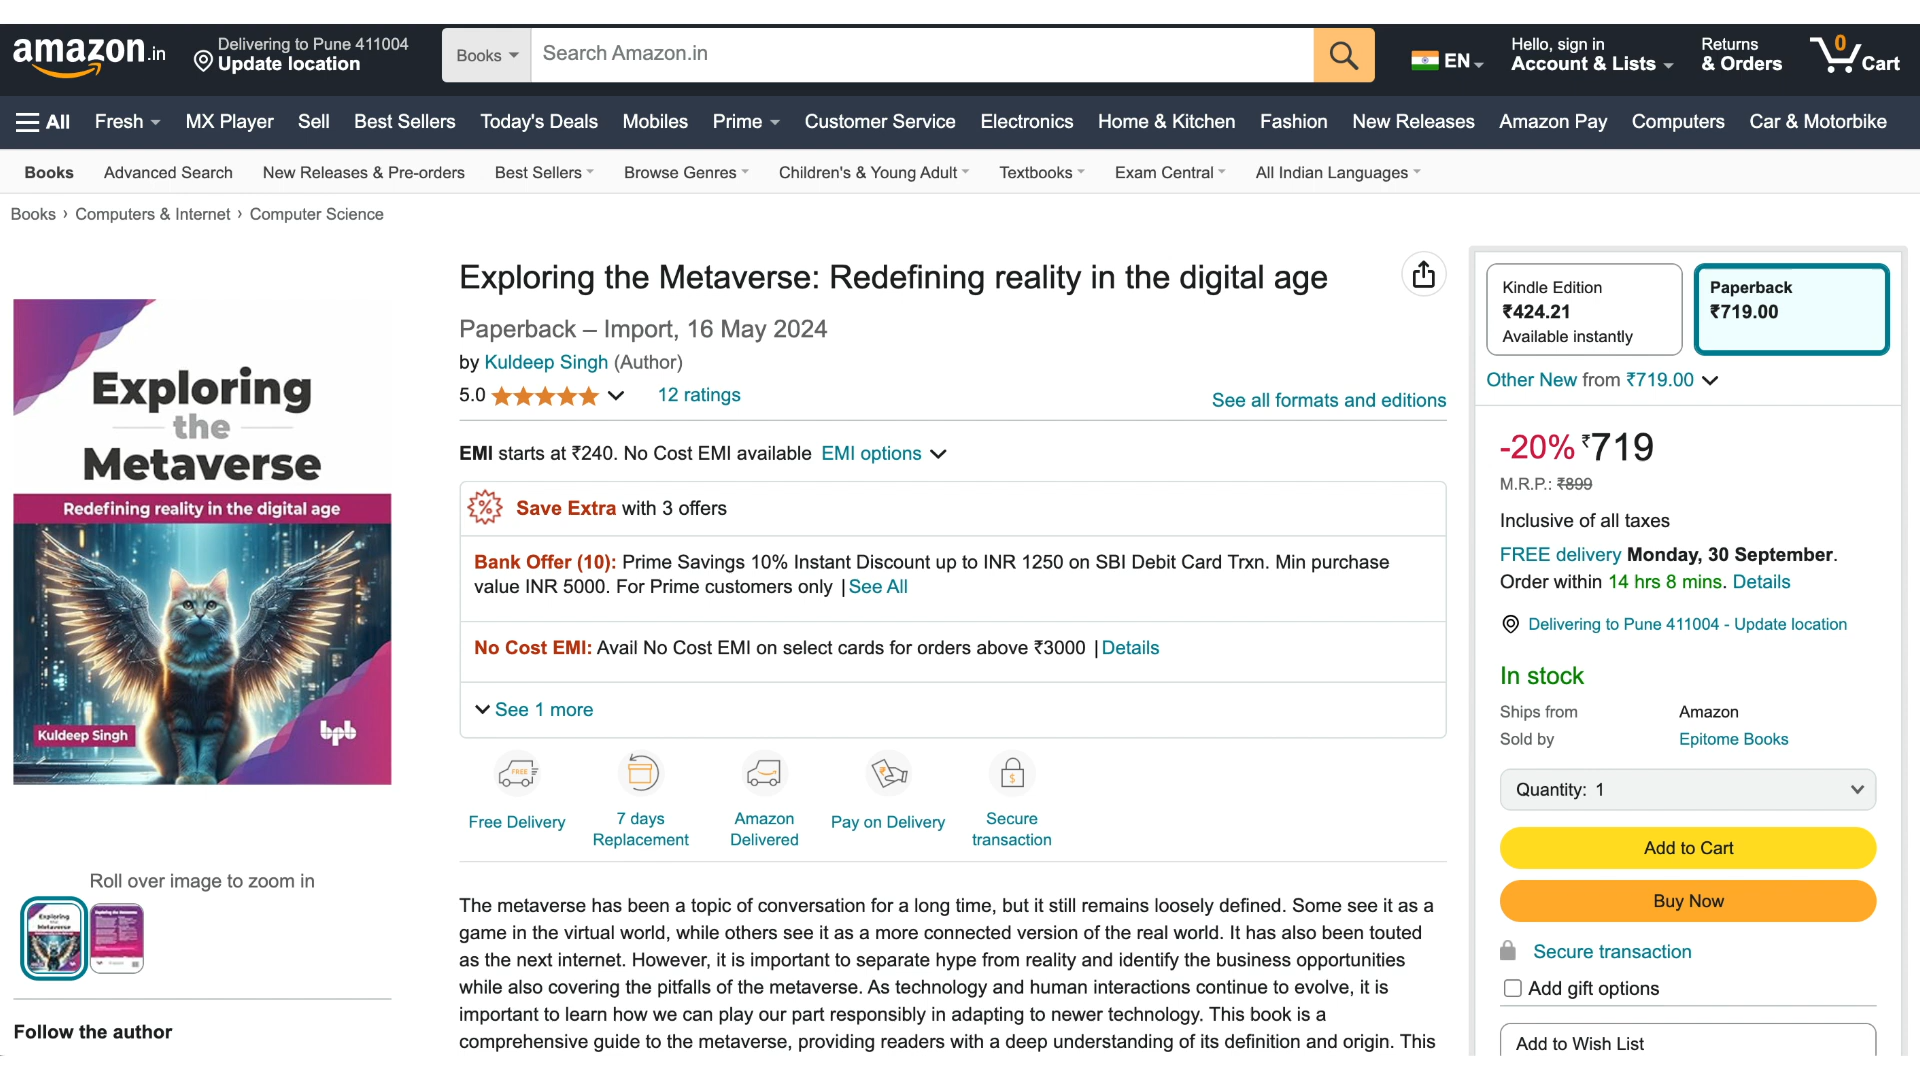 amazon.in
Delivering to Pune 411004
Update location
Books
Search Amazon.in
EN
Hello, sign in
Account & Lists
Returns
& Orders
0
Cart
All
Fresh
MX Player
Sell
Best Sellers
Today's Deals
Mobiles
Prime
Customer Service
Electronics
Home & Kitchen
Fashion
New Releases
Amazon Pay
Computers
Car & Motorbike
Books
Advanced Search
New Releases & Pre-orders
Best Sellers
Browse Genres
Children's & Young Adult
Textbooks
Exam Central
All Indian Languages
Books › Computers & Internet › Computer Science
Exploring
the
Metaverse
Redefining reality in the digital age
Kuldeep Singh
bpb
Roll over image to zoom in
Follow the author
Exploring the Metaverse: Redefining reality in the digital age
Paperback – Import, 16 May 2024
by Kuldeep Singh (Author)
5.0
12 ratings
See all formats and editions
EMI starts at ₹240. No Cost EMI available EMI options
Save Extra with 3 offers
Bank Offer (10): Prime Savings 10% Instant Discount up to INR 1250 on SBI Debit Card Trxn. Min purchase
value INR 5000. For Prime customers only | See All
No Cost EMI: Avail No Cost EMI on select cards for orders above ₹3000 | Details
See 1 more
FREE
Free Delivery
7 days
Replacement
Amazon
Delivered
Pay on Delivery
Secure
transaction
The metaverse has been a topic of conversation for a long time, but it still remains loosely defined. Some see it as a
game in the virtual world, while others see it as a more connected version of the real world. It has also been touted
as the next internet. However, it is important to separate hype from reality and identify the business opportunities
while also covering the pitfalls of the metaverse. As technology and human interactions continue to evolve, it is
important to learn how we can play our part responsibly in adapting to newer technology. This book is a
comprehensive guide to the metaverse, providing readers with a deep understanding of its definition and origin. This
Kindle Edition
₹424.21
Available instantly
Paperback
₹719.00
Other New from ₹719.00
-20% ₹719
M.R.P.: ₹899
Inclusive of all taxes
FREE delivery Monday, 30 September.
Order within 14 hrs 8 mins. Details
Delivering to Pune 411004 - Update location
In stock
Ships from
Amazon
Sold by
Epitome Books
Quantity: 1
Add to Cart
Buy Now
Secure transaction
Add gift options
Add to Wish List